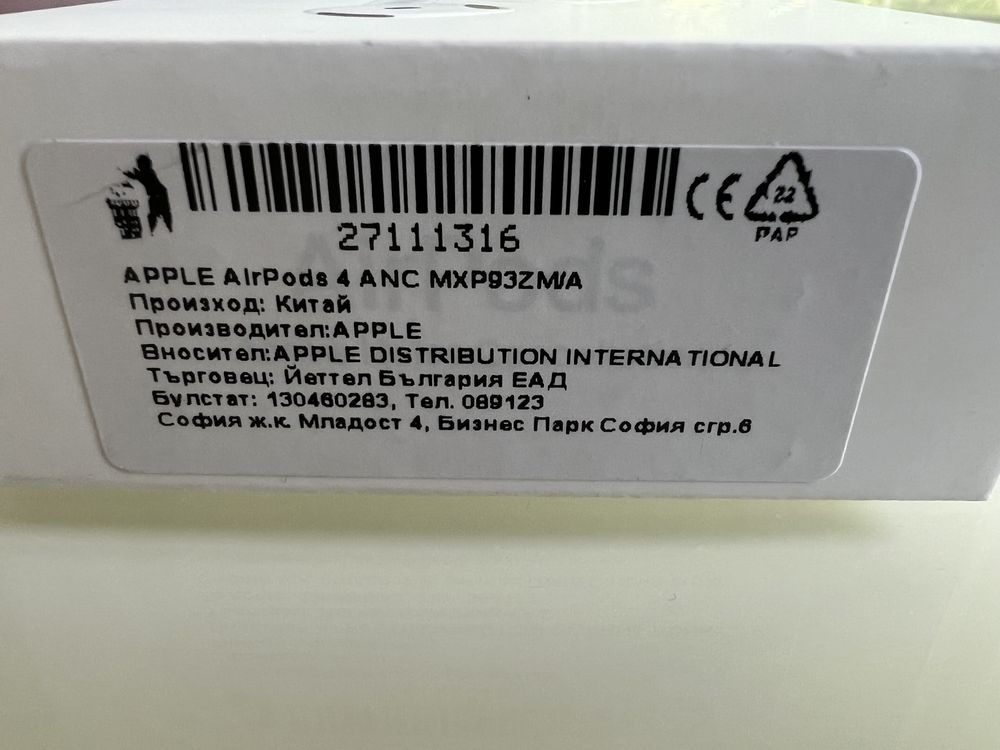 27111316
CE
22
PAP
APPLE AirPods 4 ANC MXP93ZM/A
Произход: Китай
Производител:APPLE
Вносител:APPLE DISTRIBUTION INTERNATIONAL
Търговец: Йеттел България ЕАД
Булстат: 130460283, Тел. 089123
София ж.к. Младост 4, Бизнес Парк София сгр.6
AirPods